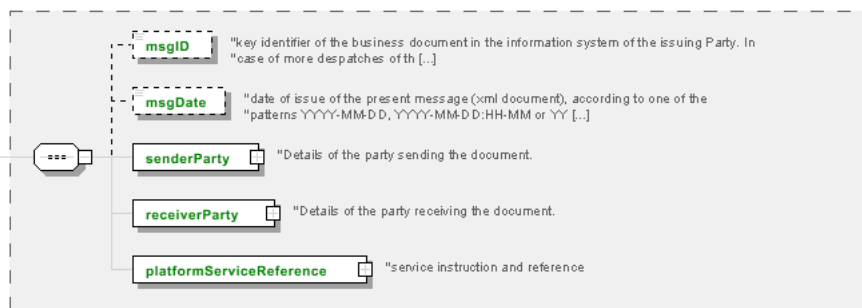 msgID
"key identifier of the business document in the information system of the issuing Party. In
"case of more despatches of th [...]
msgDate
"date of issue of the present message (xml document), according to one of the
"patterns YYYY-MM-DD, YYYY-MM-DD:HH-MM or YY [...]
senderParty
"Details of the party sending the document.
receiverParty
"Details of the party receiving the document.
platformServiceReference
"service instruction and reference